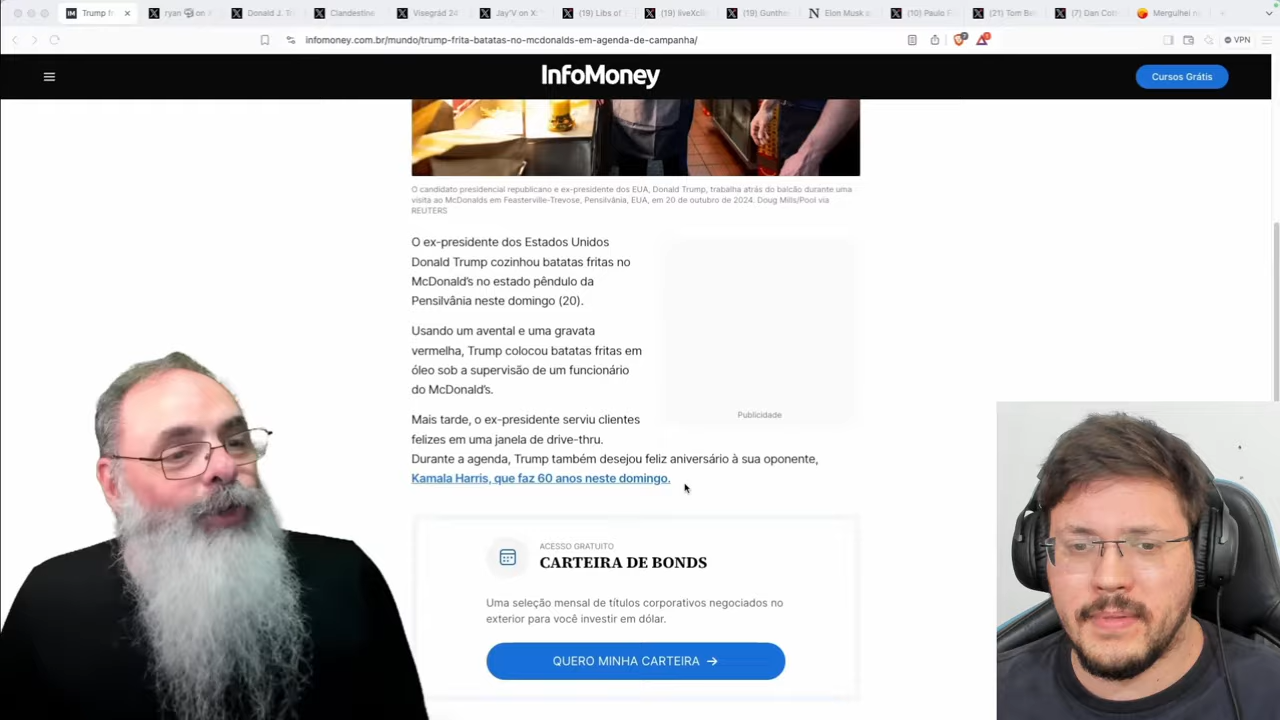 Trump fr
ryan
on X
Donald J. Tr
Clandestine
Visegrád 24
Jay'V on X:
(19) Libs of
(19) liveXcli
(19) Gunthe
Elon Musk
(10) Paulo F
(21) Tom Be
(7) Dan
Mergulhei n
infomoney.com.br/mundo/trump-frita-batatas-no-mcdonalds-em-agenda-de-campanha/
VPN
InfoMoney
Cursos Grátis
O candidato presidencial republicano e ex-presidente dos EUA, Donald Trump, trabalha atrás do balcão durante uma
visita ao McDonalds em Feasterville-Trevose, Pensilvânia, EUA, em 20 de outubro de 2024. Doug Mills/Pool via
REUTERS
O ex-presidente dos Estados Unidos
Donald Trump cozinhou batatas fritas no
McDonald's no estado pêndulo da
Pensilvânia neste domingo (20).
Usando um avental e uma gravata
vermelha, Trump colocou batatas fritas em
óleo sob a supervisão de um funcionário
do McDonald's.
Publicidade
Mais tarde, o ex-presidente serviu clientes
felizes em uma janela de drive-thru.
Durante a agenda, Trump também desejou feliz aniversário à sua oponente,
Kamala Harris, que faz 60 anos neste domingo.
ACESSO GRATUITO
CARTEIRA DE BONDS
Uma seleção mensal de títulos corporativos negociados no
exterior para você investir em dólar.
QUERO MINHA CARTEIRA →